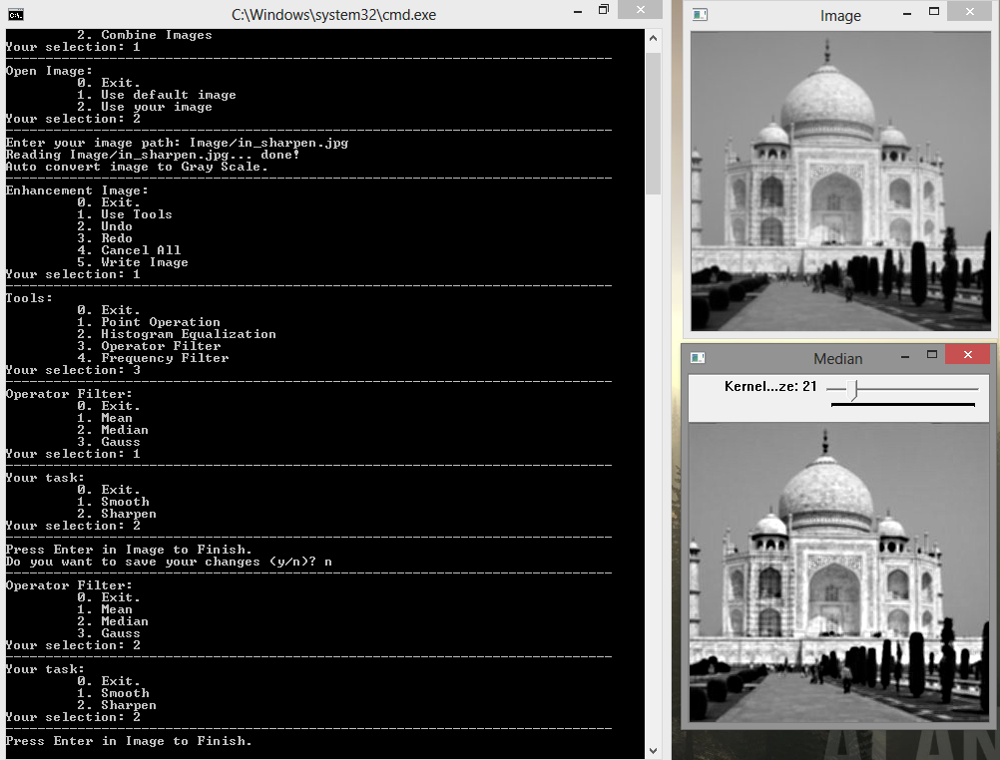 C:\Windows\system32\cmd.exe
2. Combine Images
Your selection: 1
Open Image:
0. Exit.
1. Use default image
2. Use your image
Your selection: 2
Enter your image path: Image/in_sharpen.jpg
Reading Image/in_sharpen.jpg... done!
Auto convert image to Gray Scale.
Enhancement Image:
0. Exit.
1. Use Tools
2. Undo
3. Redo
4. Cancel All
5. Write Image
Your selection: 1
Tools:
0. Exit.
1. Point Operation
2. Histogram Equalization
3. Operator Filter
4. Frequency Filter
Your selection: 3
Operator Filter:
0. Exit.
1. Mean
2. Median
3. Gauss
Your selection: 1
Your task:
0. Exit.
1. Smooth
2. Sharpen
Your selection: 2
Press Enter in Image to Finish.
Do you want to save your changes (y/n)? n
Operator Filter:
0. Exit.
1. Mean
2. Median
3. Gauss
Your selection: 2
Your task:
0. Exit.
1. Smooth
2. Sharpen
Your selection: 2
Press Enter in Image to Finish.
Image
Median
Kernel...ze: 21